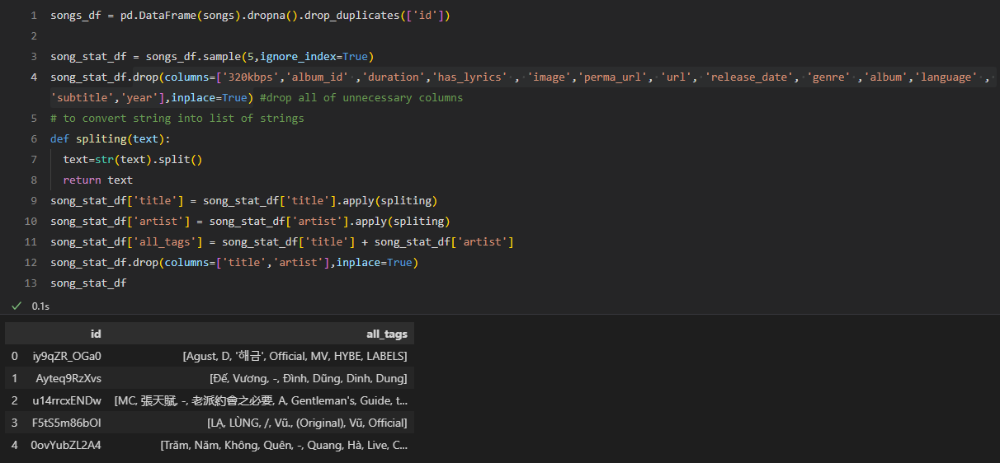 1 songs_df = pd.DataFrame(songs).dropna().drop_duplicates(['id'])
2
3 song_stat_df = songs_df.sample(5,ignore_index=True)
4 song_stat_df.drop(columns=['320kbps','album_id' ,'duration','has_lyrics' , 'image','perma_url', 'url', 'release_date', 'genre' ,'album','language' ,
'subtitle','year'],inplace=True) #drop all of unnecessary columns
5 # to convert string into list of strings
6 def spliting(text):
7   text=str(text).split()
8   return text
9 song_stat_df['title'] = song_stat_df['title'].apply(spliting)
10 song_stat_df['artist'] = song_stat_df['artist'].apply(spliting)
11 song_stat_df['all_tags'] = song_stat_df['title'] + song_stat_df['artist']
12 song_stat_df.drop(columns=['title','artist'],inplace=True)
13 song_stat_df
✓ 0.1s
id all_tags
0 iy9qZR_OGa0 [Agust, D, '해금', Official, MV, HYBE, LABELS]
1 Ayteq9RzXvs [Đế, Vương, -, Đình, Dũng, Dinh, Dung]
2 u14rrcxENDw [MC, 張天賦, -, 老派約會之必要, A, Gentleman's, Guide, t...
3 F5tS5m86bOI [LẠ, LÙNG, /, Vũ., (Original), Vũ, Official]
4 0ovYubZL2A4 [Trăm, Năm, Không, Quên, -, Quang, Hà, Live, C...